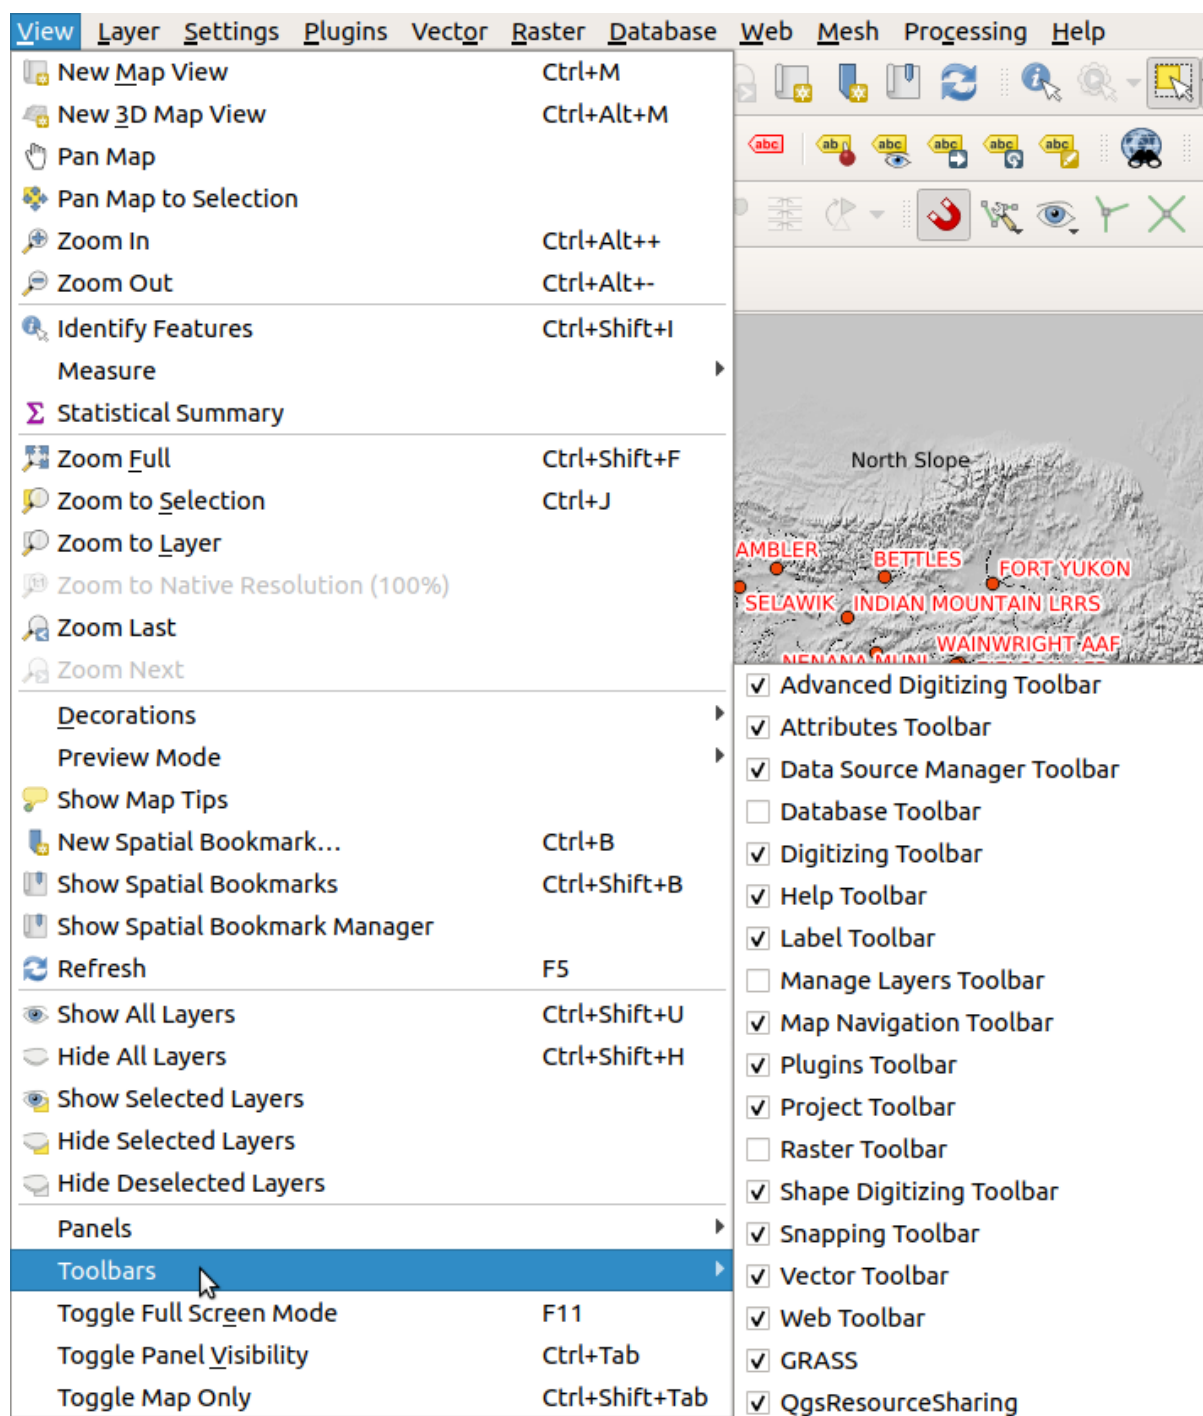 View Layer Settings Plugins Vector Raster Database Web Mesh Processing Help
New Map View Ctrl+M
New 3D Map View Ctrl+Alt+M
Pan Map
Pan Map to Selection
Zoom In Ctrl+Alt++
Zoom Out Ctrl+Alt+-
Identify Features Ctrl+Shift+I
Measure
Statistical Summary
Zoom Full Ctrl+Shift+F
Zoom to Selection Ctrl+J
Zoom to Layer
Zoom to Native Resolution (100%)
Zoom Last
Zoom Next
Decorations
Preview Mode
Show Map Tips
New Spatial Bookmark... Ctrl+B
Show Spatial Bookmarks Ctrl+Shift+B
Show Spatial Bookmark Manager
Refresh F5
Show All Layers Ctrl+Shift+U
Hide All Layers Ctrl+Shift+H
Show Selected Layers
Hide Selected Layers
Hide Deselected Layers
Panels
Toolbars
Toggle Full Screen Mode F11
Toggle Panel Visibility Ctrl+Tab
Toggle Map Only Ctrl+Shift+Tab
abc ab abc abc abc abc
North Slope
AMBLER
BETTLES
FORT YUKON
SELAWIK INDIAN MOUNTAIN LRRS
WAINWRIGHT AAF
NENANA MUNI
Advanced Digitizing Toolbar
Attributes Toolbar
Data Source Manager Toolbar
Database Toolbar
Digitizing Toolbar
Help Toolbar
Label Toolbar
Manage Layers Toolbar
Map Navigation Toolbar
Plugins Toolbar
Project Toolbar
Raster Toolbar
Shape Digitizing Toolbar
Snapping Toolbar
Vector Toolbar
Web Toolbar
GRASS
QgsResourceSharing